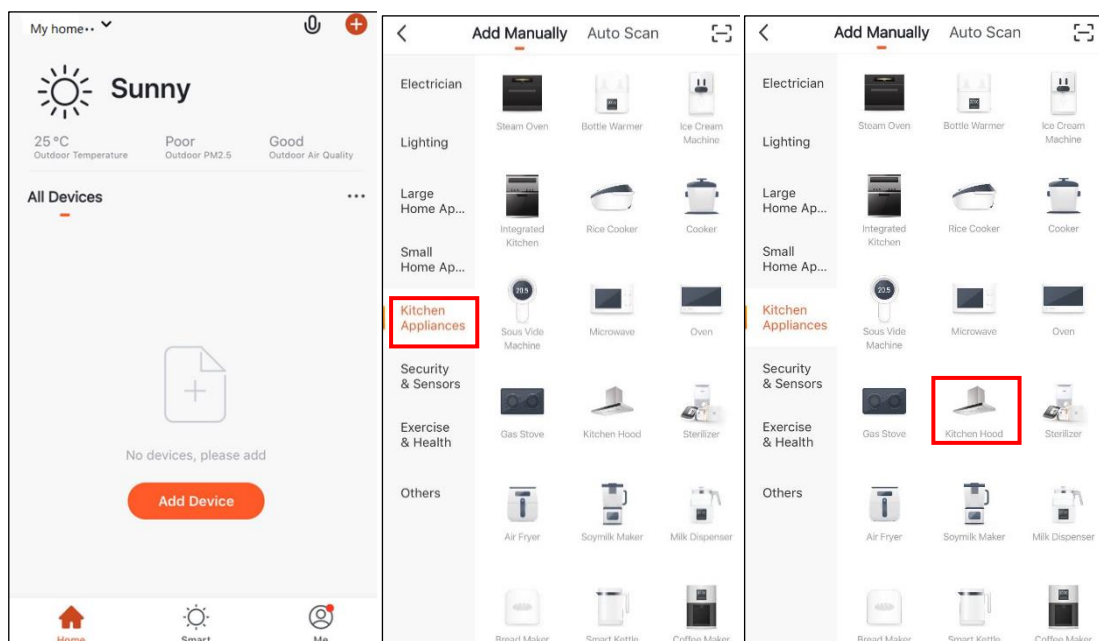 My home..
Sunny
25 °C
Outdoor Temperature
Poor
Outdoor PM2.5
Good
Outdoor Air Quality
All Devices
No devices, please add
Add Device
Home
Smart
Me
Add Manually Auto Scan
Electrician
Lighting
Large
Home Ap...
Small
Home Ap...
Kitchen
Appliances
Security
& Sensors
Exercise
& Health
Others
Steam Oven
Bottle Warmer
Ice Cream
Machine
Integrated
Kitchen
Rice Cooker
Cooker
20.5
Sous Vide
Machine
Microwave
Oven
Gas Stove
Kitchen Hood
Sterilizer
Air Fryer
Soymilk Maker
Milk Dispenser
Bread Maker
Smart Kettle
Coffee Maker
Add Manually Auto Scan
Electrician
Lighting
Large
Home Ap...
Small
Home Ap...
Kitchen
Appliances
Security
& Sensors
Exercise
& Health
Others
Steam Oven
Bottle Warmer
Ice Cream
Machine
Integrated
Kitchen
Rice Cooker
Cooker
20.5
Sous Vide
Machine
Microwave
Oven
Gas Stove
Kitchen Hood
Sterilizer
Air Fryer
Soymilk Maker
Milk Dispenser
Bread Maker
Smart Kettle
Coffee Maker